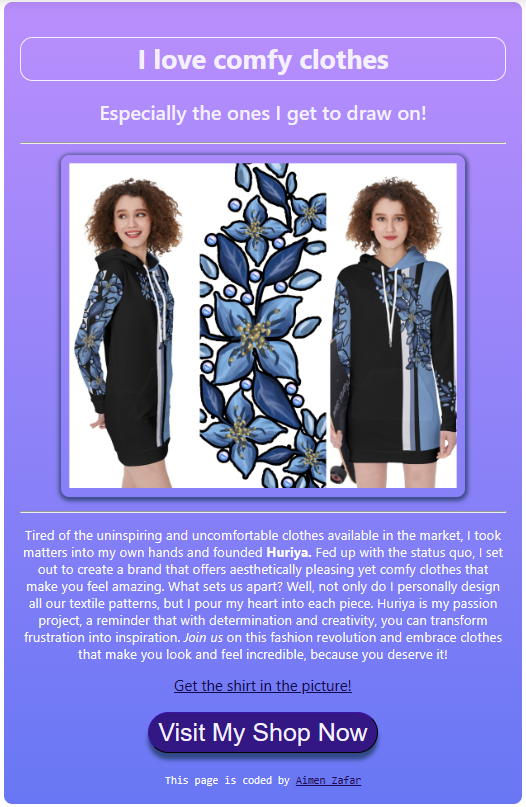 I love comfy clothes
Especially the ones I get to draw on!
Tired of the uninspiring and uncomfortable clothes available in the market, I took
matters into my own hands and founded Huriya. Fed up with the status quo, I set
out to create a brand that offers aesthetically pleasing yet comfy clothes that
make you feel amazing. What sets us apart? Well, not only do I personally design
all our textile patterns, but I pour my heart into each piece. Huriya is my passion
project, a reminder that with determination and creativity, you can transform
frustration into inspiration. Join us on this fashion revolution and embrace clothes
that make you look and feel incredible, because you deserve it!
Get the shirt in the picture!
Visit My Shop Now
This page is coded by Aimen Zafar